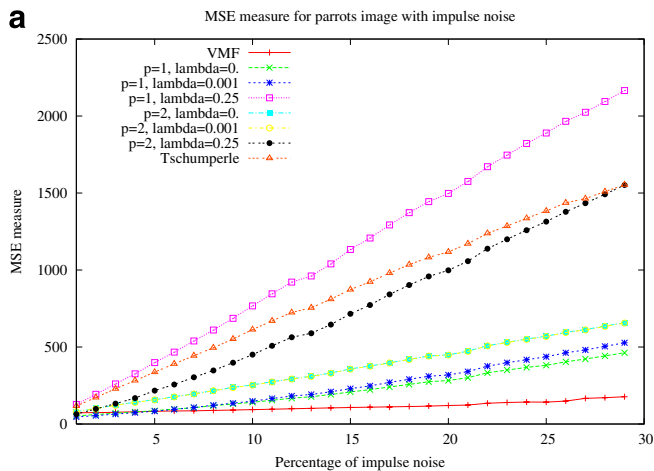 a
MSE measure for parrots image with impulse noise
2500
2000
1500
1000
500
0
MSE measure
VMF
p=1, lambda=0.
p=1, lambda=0.001
p=1, lambda=0.25
p=2, lambda=0.
p=2, lambda=0.001
p=2, lambda=0.25
Tschumperle
5 10 15 20 25 30
Percentage of impulse noise